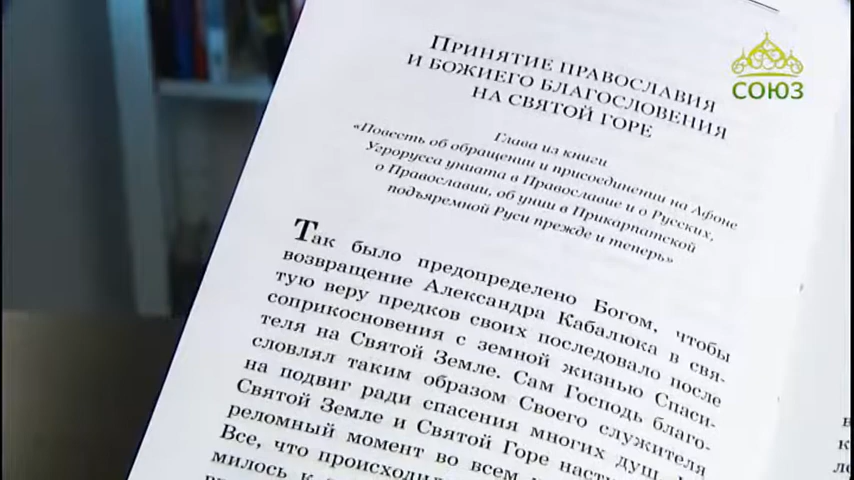 СОЮЗ
Принятие православия
и Божиего благословения
на Святой Горе
Глава из книги
«Повесть об обращении и присоединении на Афоне
Угрорусса униата в Православие и о Русских,
о Православии, об унии в Прикарпатской
подъяремной Руси прежде и теперь»
Так было предопределено Богом, чтобы
возвращение Александра Кабалюка в свя-
тую веру предков своих последовало после
соприкосновения с земной жизнью Спаси-
теля на Святой Земле. Сам Господь благо-
словлял таким образом Своего служителя
на подвиг ради спасения многих душ.
Святой Земле и Святой Горе
реломный момент во всем
Все, что
милось к